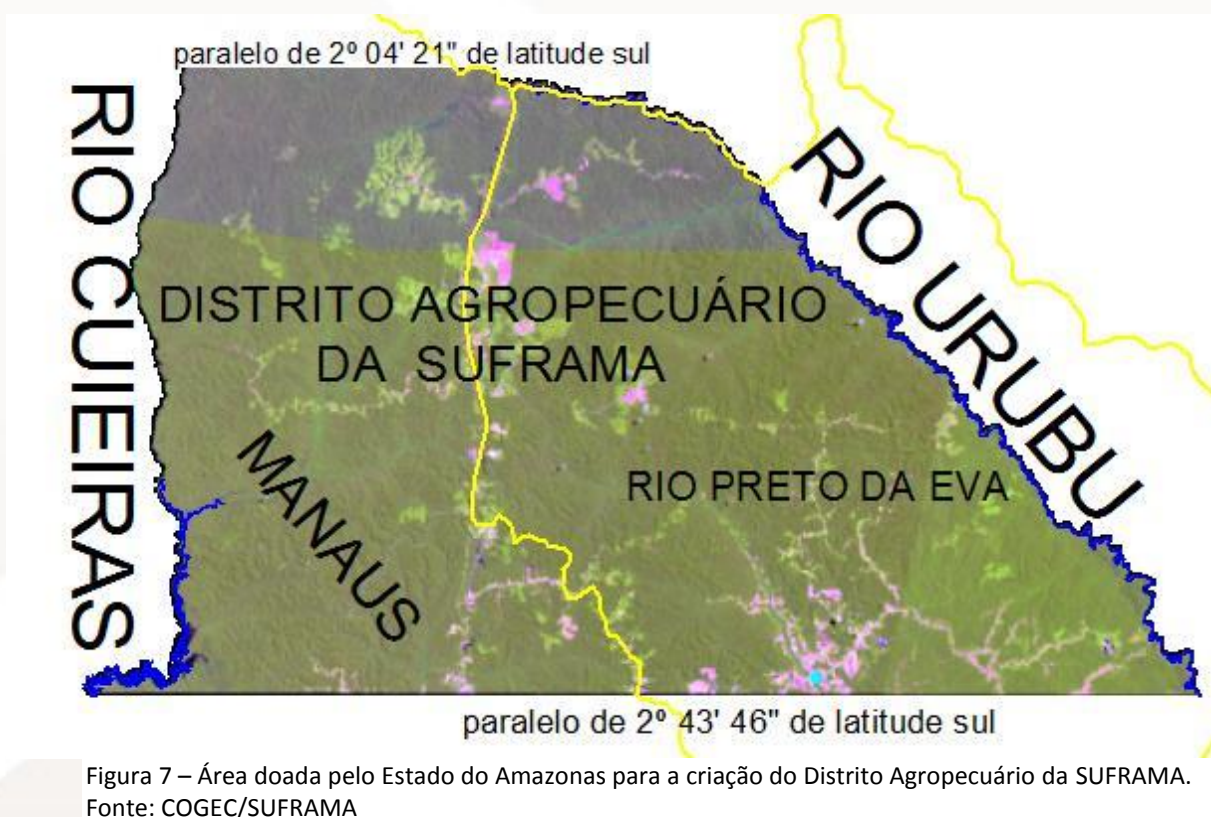 paralelo de 2º 04' 21" de latitude sul
RIO CUIEIRAS
RIO URUBU
DISTRITO AGROPECUÁRIO
DA SUFRAMA
MANAUS
RIO PRETO DA EVA
paralelo de 2º 43' 46" de latitude sul
Figura 7 – Área doada pelo Estado do Amazonas para a criação do Distrito Agropecuário da SUFRAMA.
Fonte: COGEC/SUFRAMA